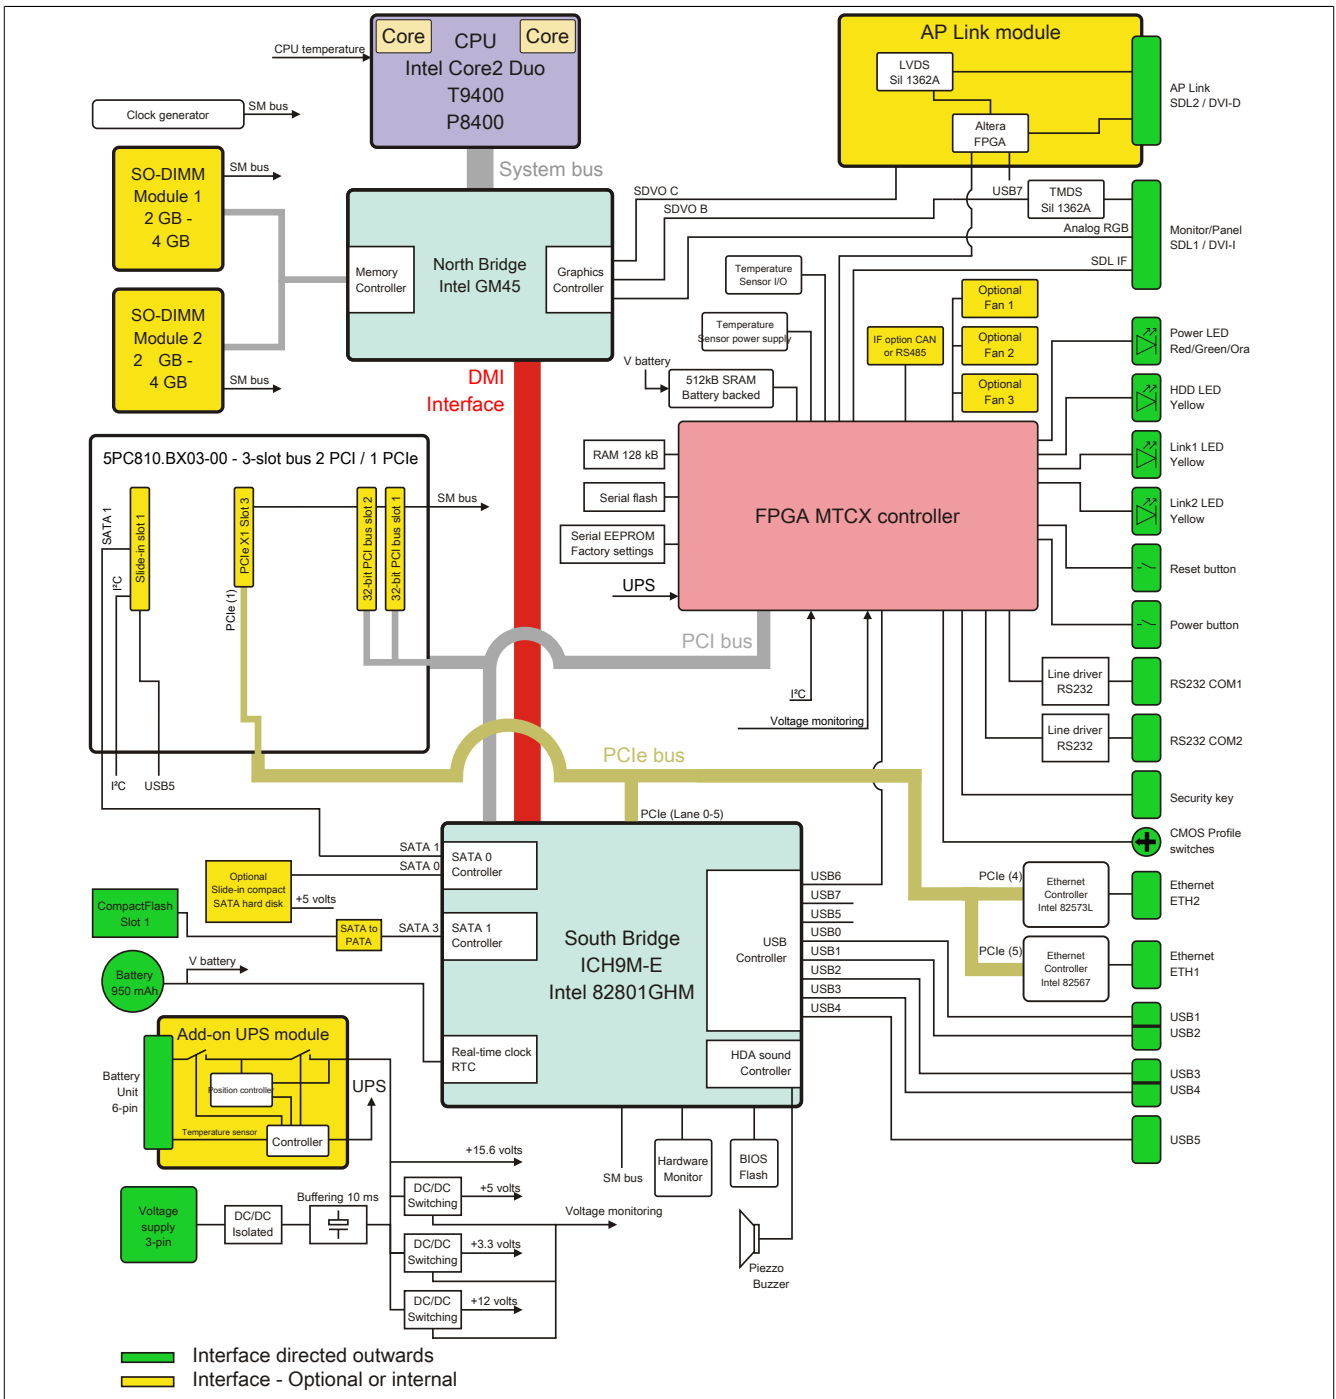 Core
CPU
Core
Intel Core2 Duo
T9400
P8400
CPU temperature
Clock generator
SM bus
SO-DIMM
Module 1
2 GB -
4 GB
SM bus
SO-DIMM
Module 2
2 GB -
4 GB
SM bus
System bus
Memory
Controller
North Bridge
Intel GM45
Graphics
Controller
DMI
Interface
SDVO C
SDVO B
Analog RGB
SDL IF
USB7
AP Link module
LVDS
Sil 1362A
Altera
FPGA
AP Link
SDL2 / DVI-D
TMDS
Sil 1362A
Monitor/Panel
SDL1 / DVI-I
Temperature
Sensor I/O
Temperature
Sensor power supply
V battery
512kB SRAM
Battery backed
IF option CAN
or RS485
Optional
Fan 1
Optional
Fan 2
Optional
Fan 3
Power LED
Red/Green/Ora
HDD LED
Yellow
Link1 LED
Yellow
Link2 LED
Yellow
Reset button
Power button
RAM 128 kB
Serial flash
Serial EEPROM
Factory settings
UPS
FPGA MTCX controller
5PC810.BX03-00 - 3-slot bus 2 PCI / 1 PCIe
SATA 1
I²C
Slide-in slot 1
PCIe X1 Slot 3
PCIe (1)
32-bit PCI bus slot 2
32-bit PCI bus slot 1
SM bus
I²C
USB5
PCI bus
I²C
Voltage monitoring
Line driver
RS232
RS232 COM1
Line driver
RS232
RS232 COM2
Security key
CMOS Profile
switches
PCIe bus
PCIe (Lane 0-5)
PCIe (4)
Ethernet
Controller
Intel 82573L
Ethernet
ETH2
PCIe (5)
Ethernet
Controller
Intel 82567
Ethernet
ETH1
SATA 1
SATA 0
SATA 0
Controller
Optional
Slide-in compact
SATA hard disk
+5 volts
CompactFlash
Slot 1
SATA to
PATA
SATA 3
SATA 1
Controller
Battery
950 mAh
V battery
South Bridge
ICH9M-E
Intel 82801GHM
USB
Controller
USB6
USB7
USB5
USB0
USB1
USB2
USB3
USB4
USB1
USB2
USB3
USB4
USB5
Real-time clock
RTC
HDA sound
Controller
SM bus
Hardware
Monitor
BIOS
Flash
Piezzo
Buzzer
Add-on UPS module
Battery
Unit
6-pin
Position controller
Temperature sensor
Controller
UPS
+15.6 volts
Voltage
supply
3-pin
DC/DC
Isolated
Buffering 10 ms
DC/DC
Switching
+5 volts
Voltage monitoring
DC/DC
Switching
+3.3 volts
DC/DC
Switching
+12 volts
Interface directed outwards
Interface - Optional or internal